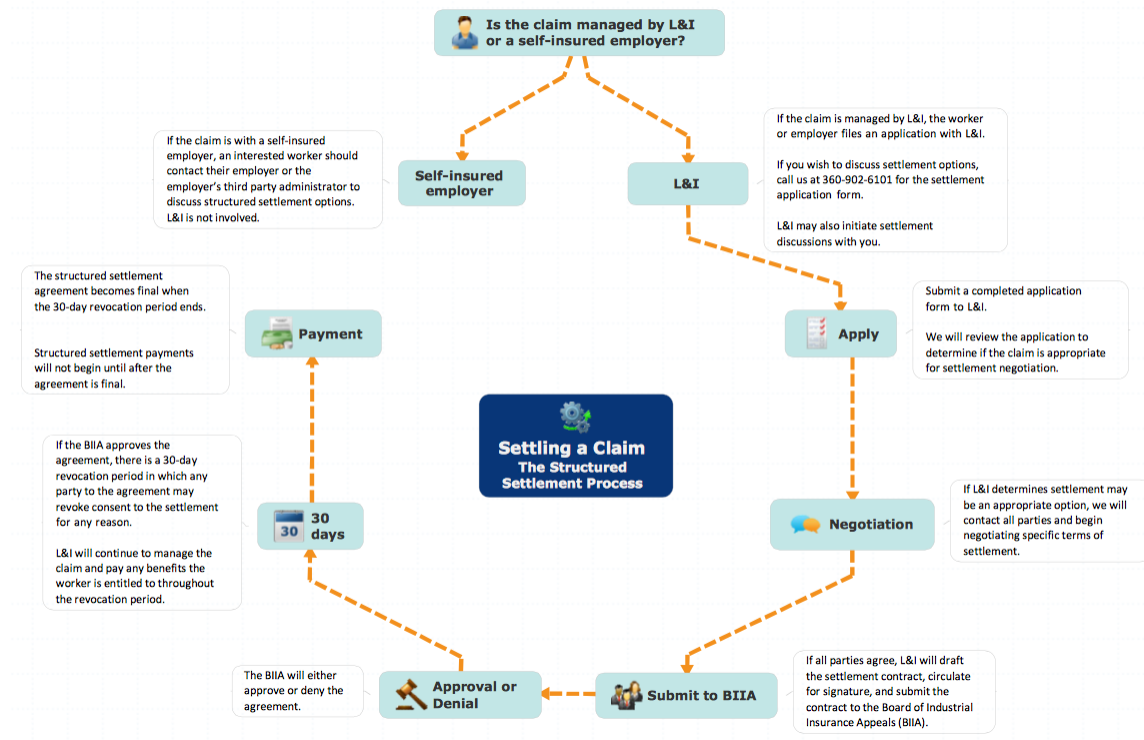 Is the claim managed by L&I
or a self-insured employer?
If the claim is with a self-insured
employer, an interested worker should
contact their employer or the
employer's third party administrator to
discuss structured settlement options.
L&I is not involved.
Self-insured
employer
L&I
If the claim is managed by L&I, the worker
or employer files an application with L&I.
If you wish to discuss settlement options,
call us at 360-902-6101 for the settlement
application form.
L&I may also initiate settlement
discussions with you.
The structured settlement
agreement becomes final when
the 30-day revocation period ends.
Structured settlement payments
will not begin until after the
agreement is final.
Payment
Apply
Submit a completed application
form to L&I.
We will review the application to
determine if the claim is appropriate
for settlement negotiation.
Settling a Claim
The Structured
Settlement Process
If the BIIA approves the
agreement, there is a 30-day
revocation period in which any
party to the agreement may
revoke consent to the settlement
for any reason.
L&I will continue to manage the
claim and pay any benefits the
worker is entitled to throughout
the revocation period.
30
30
days
Negotiation
If L&I determines settlement may
be an appropriate option, we will
contact all parties and begin
negotiating specific terms of
settlement.
The BIIA will either
approve or deny the
agreement.
Approval or
Denial
Submit to BIIA
If all parties agree, L&I will draft
the settlement contract, circulate
for signature, and submit the
contract to the Board of Industrial
Insurance Appeals (BIIA).